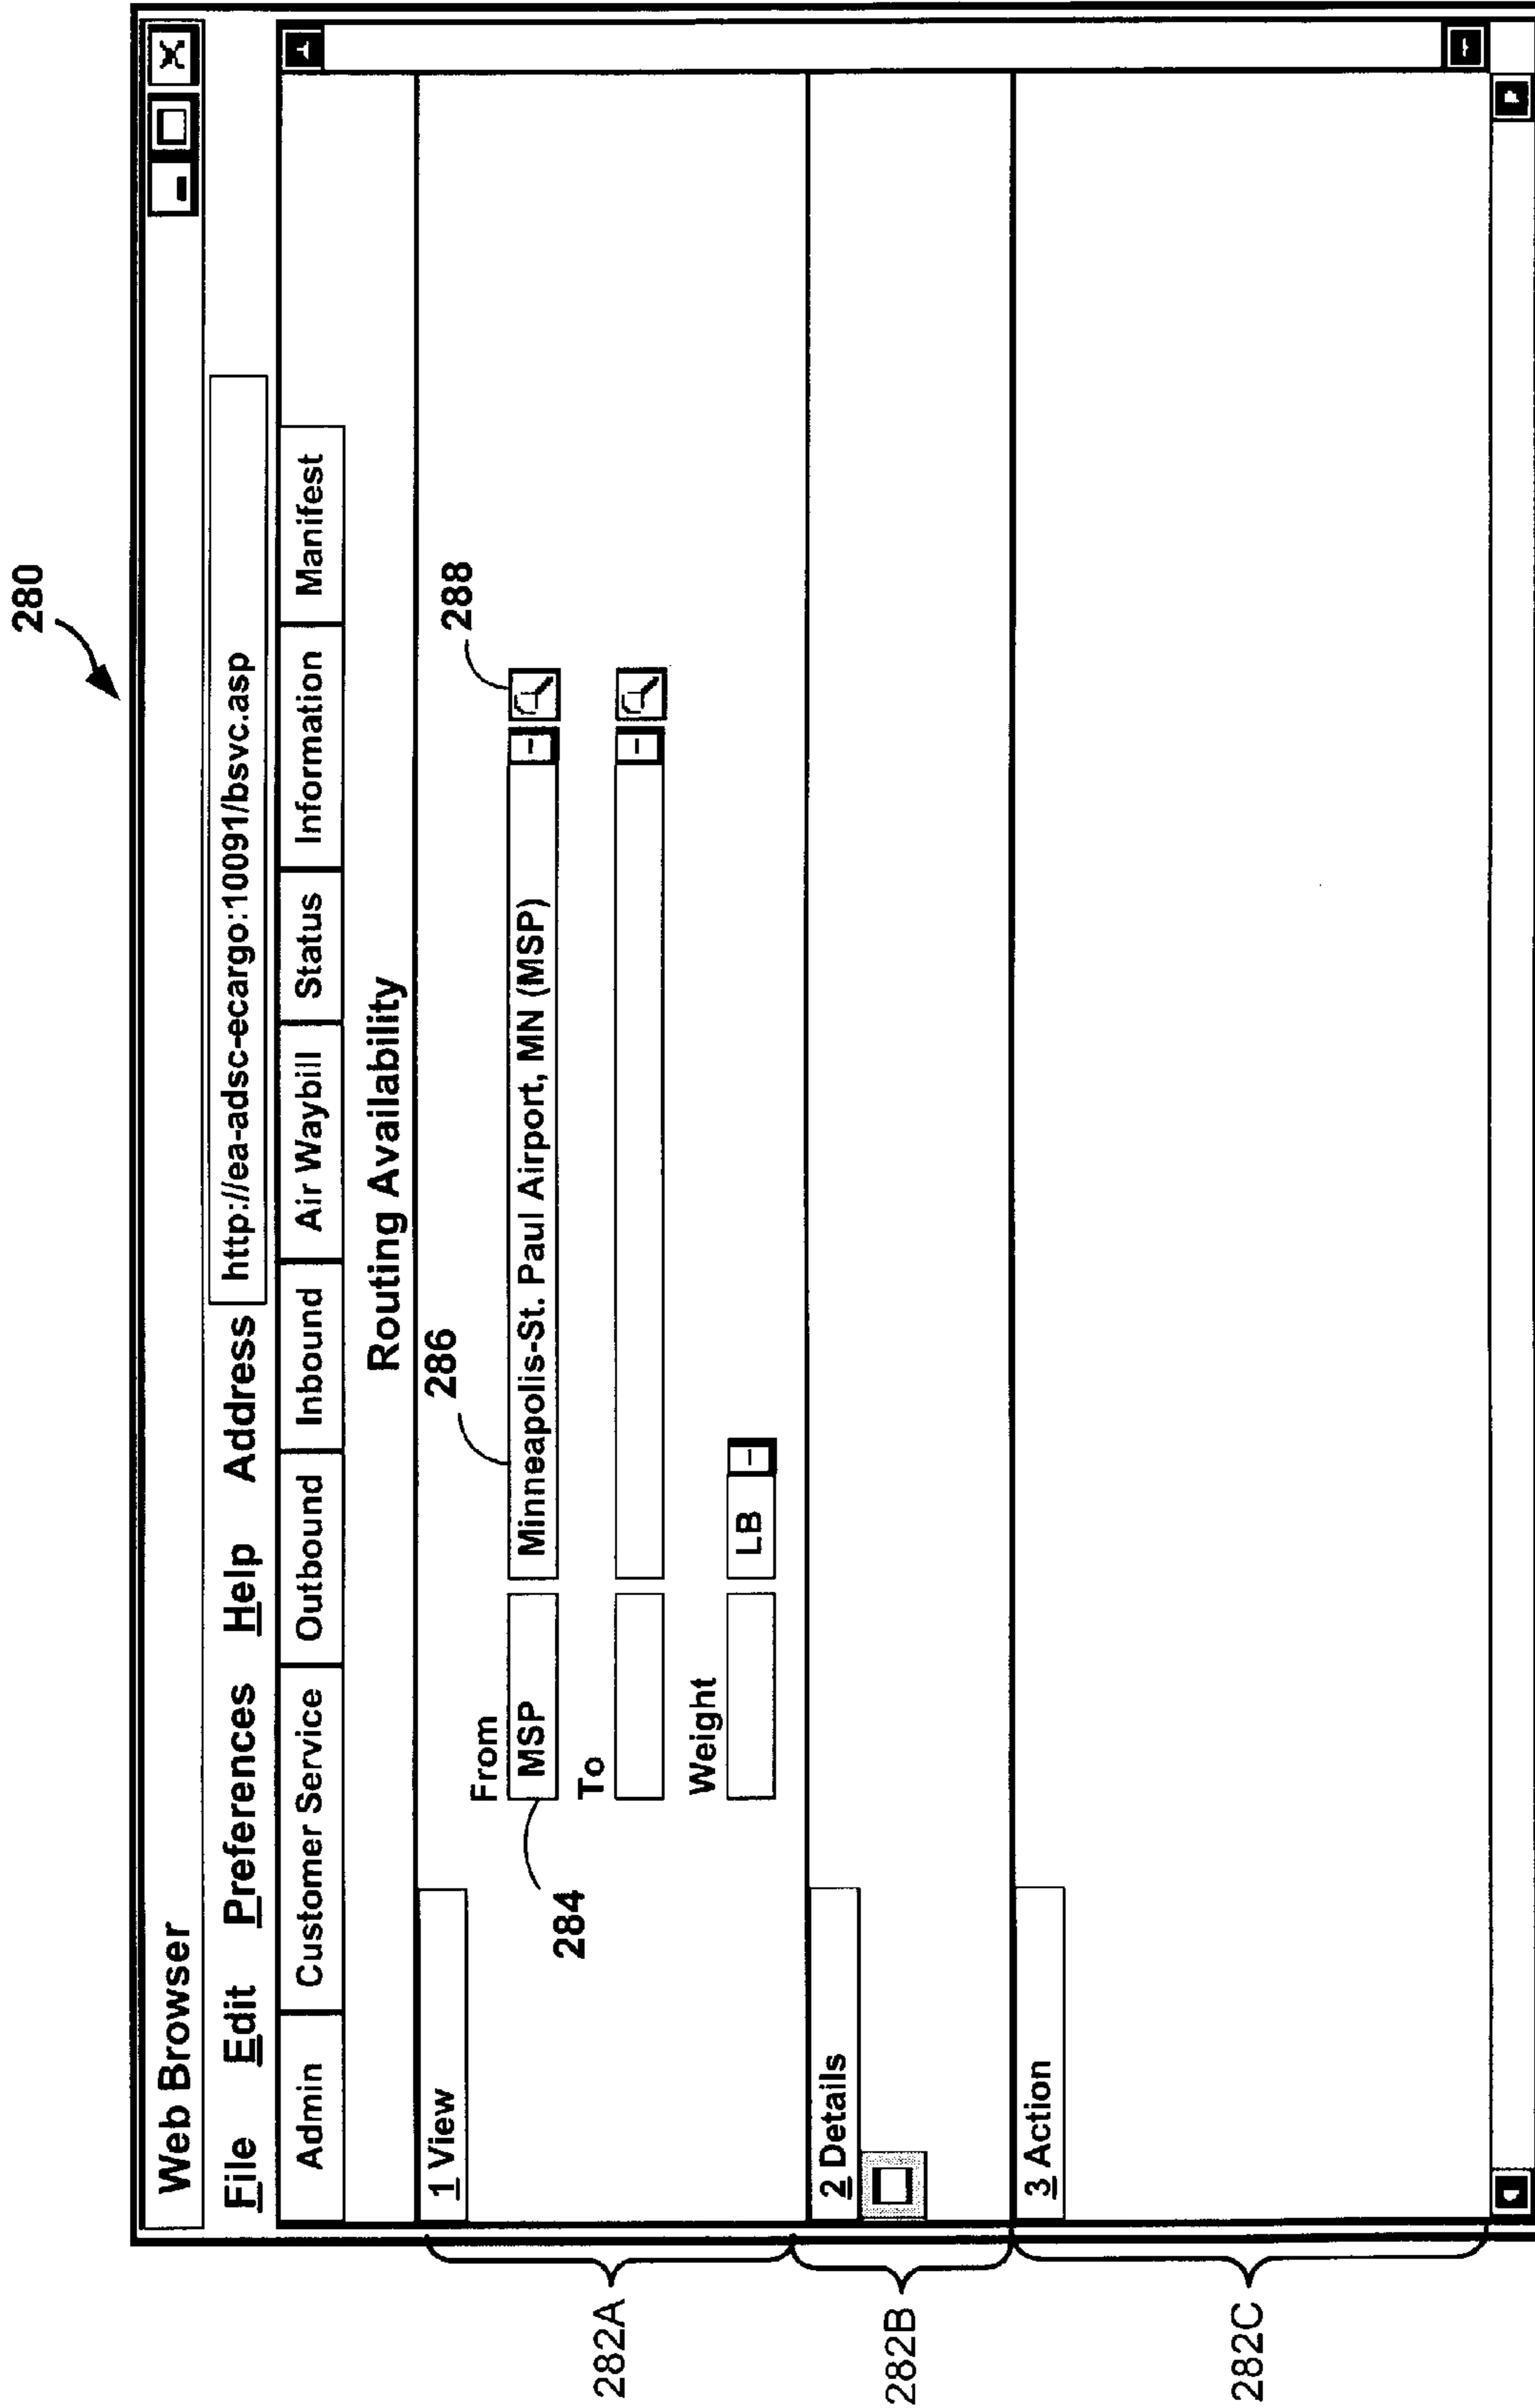 280
Web Browser
File Edit Preferences Help Address http://ea-adsc-ecargo:10091/bsvc.asp
Admin Customer Service Outbound Inbound Air Waybill Status Information Manifest
Routing Availability
282A
1 View
286
288
From
284
MSP Minneapolis-St. Paul Airport, MN (MSP)
To
Weight
LB
282B
2 Details
282C
3 Action